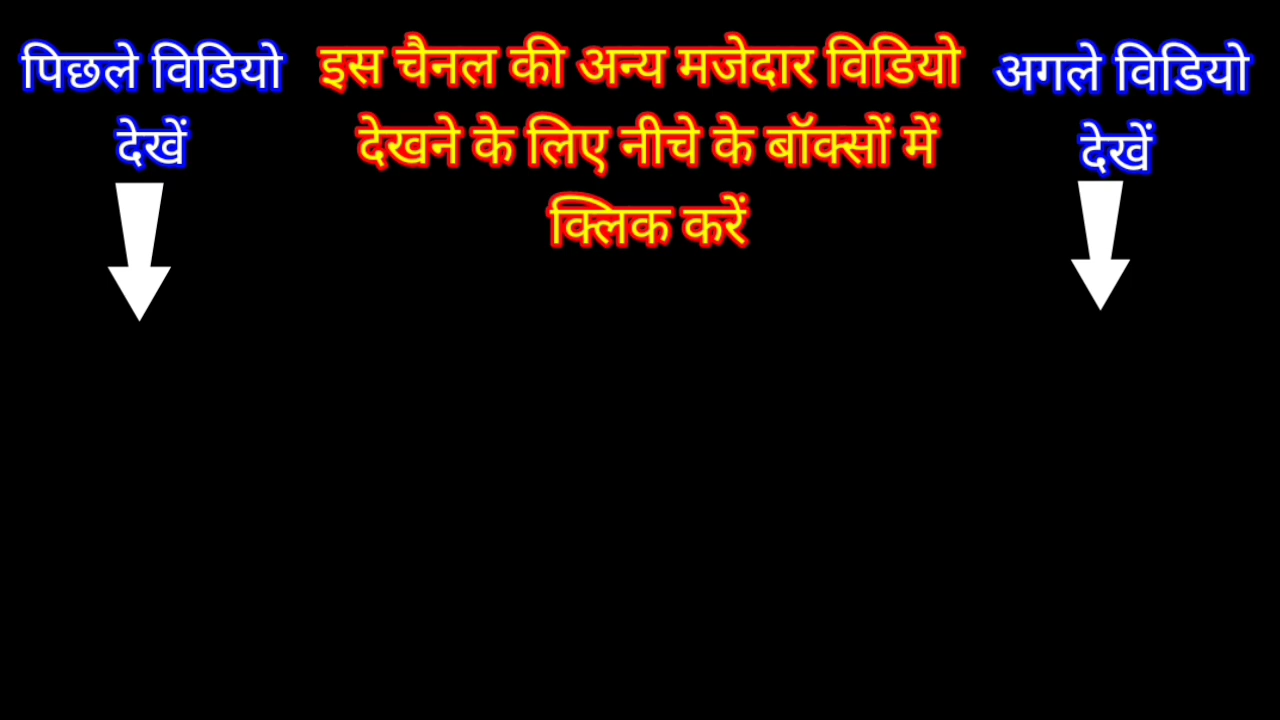 पिछले विडियो
देखें
इस चैनल की अन्य मजेदार विडियो
देखने के लिए नीचे के बॉक्सों में
क्लिक करें
अगले विडियो
देखें